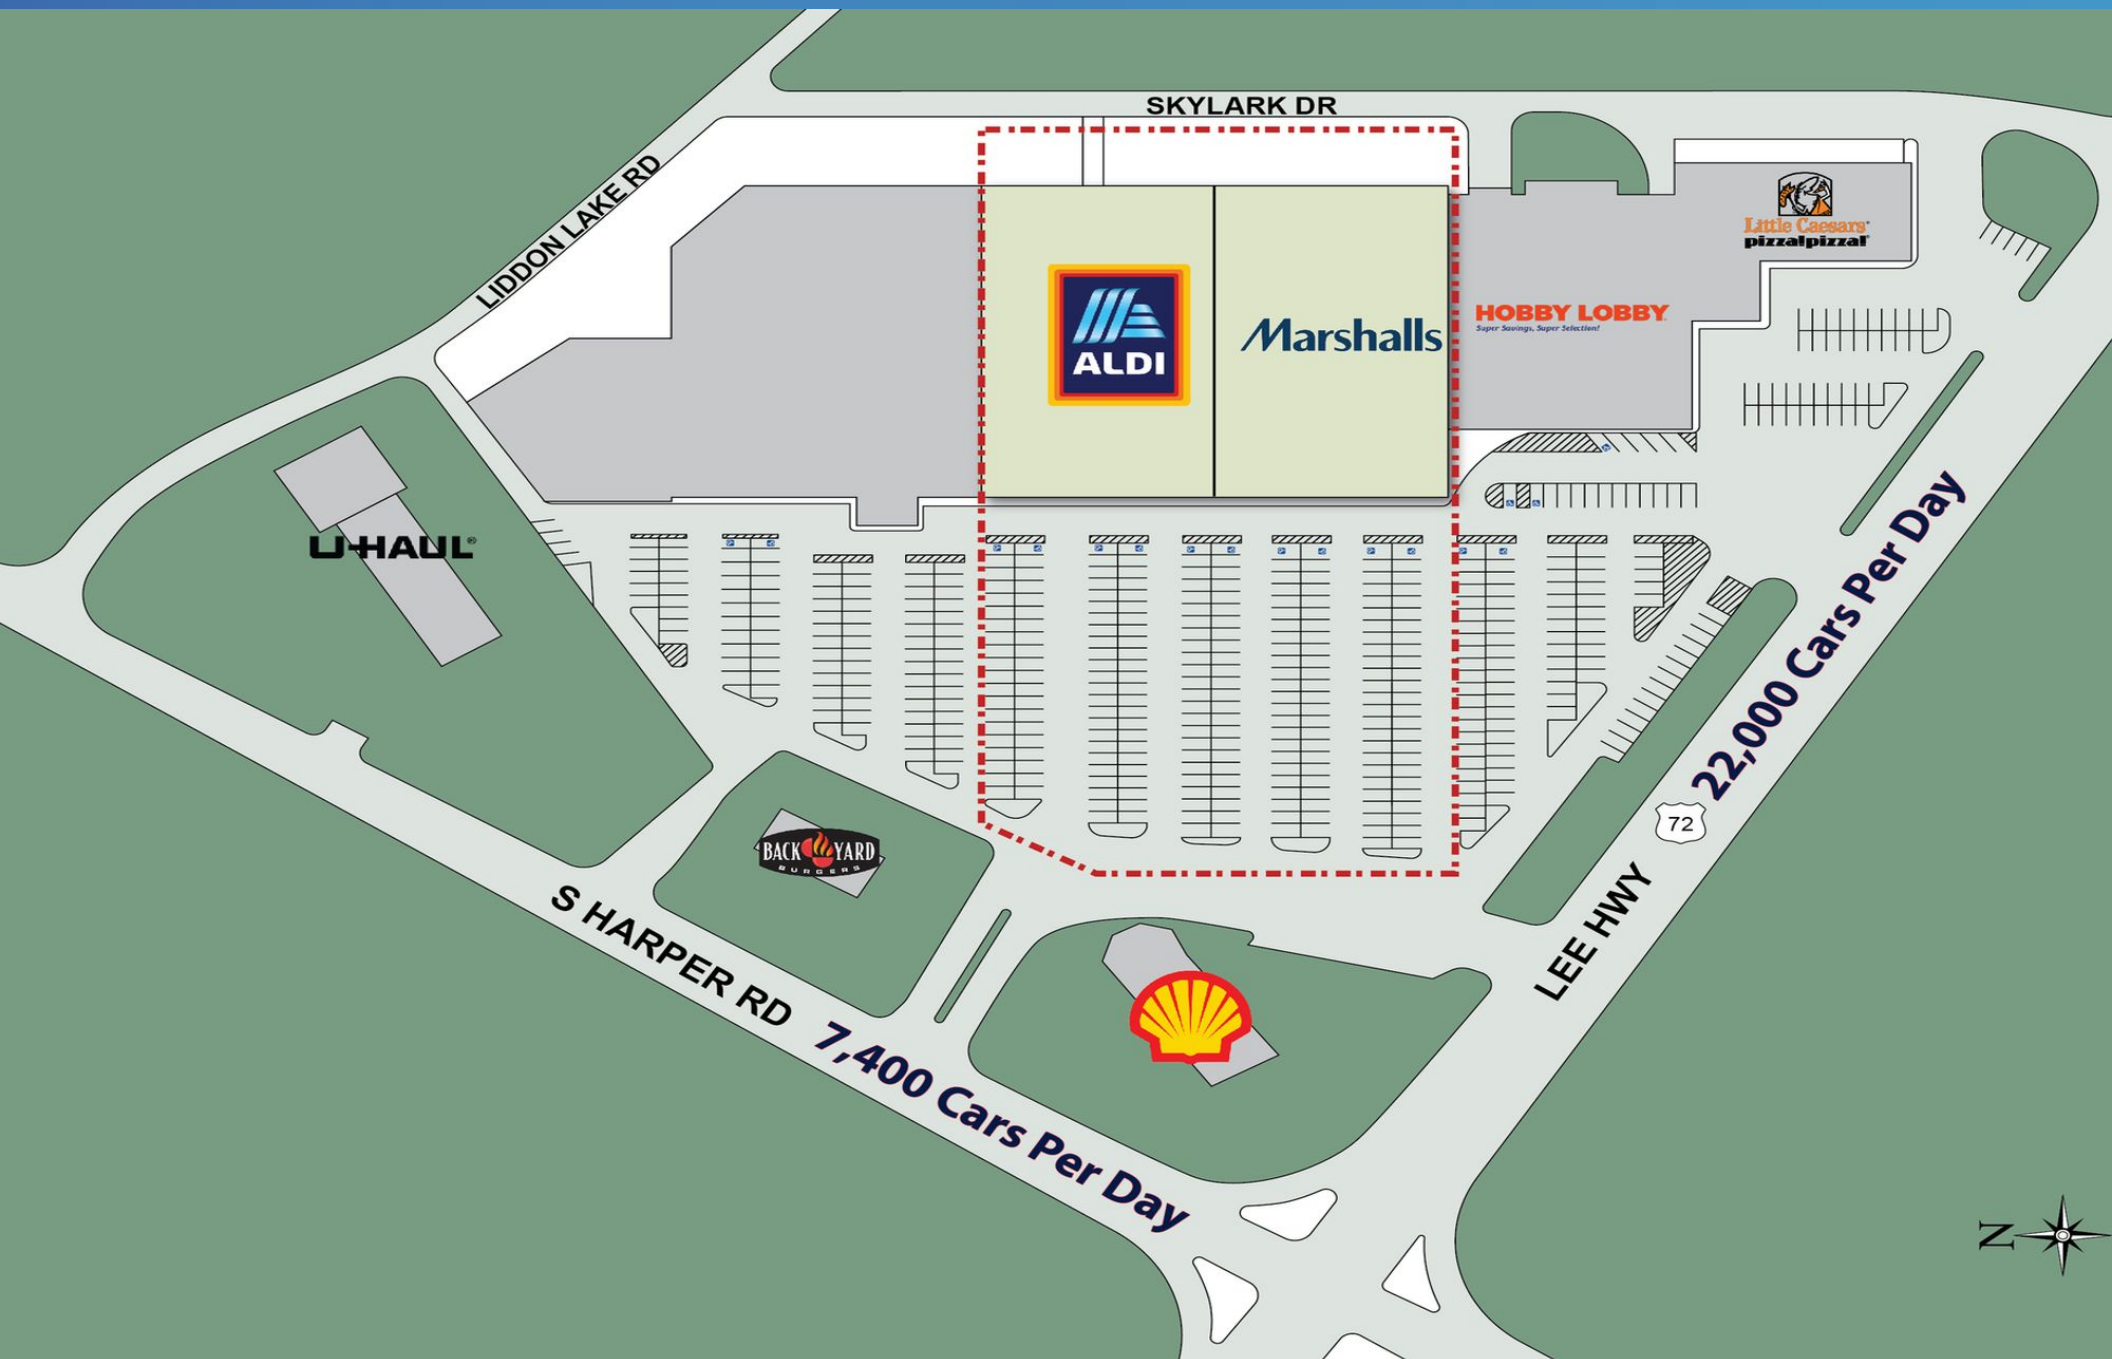 SKYLARK DR
LIDDON LAKE RD
Little Caesars®
pizza!pizza!®
ALDI
Marshalls
HOBBY LOBBY
Super Savings, Super Selection!
U-HAUL®
22,000 Cars Per Day
72
LEE HWY
BACK YARD
BURGERS
S HARPER RD
7,400 Cars Per Day
N